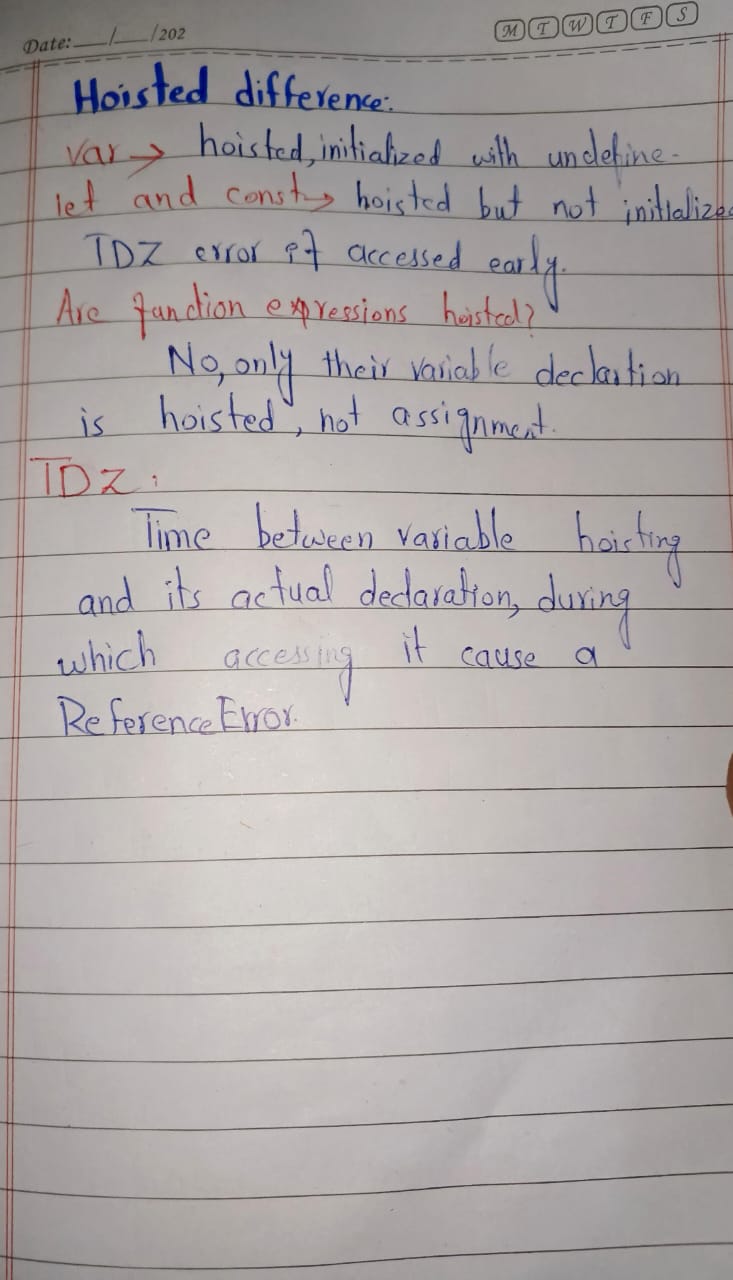 Date: __/__/202
M T W T F S
Hoisted difference:
var → hoisted, initialized with undefine-
let and const → hoisted but not initialize
TDZ error if accessed early.
Are function expressions hoisted?
No, only their variable declartion
is hoisted, not assignment.
TDZ:
Time between variable hoisting
and its actual declaration, during
which accessing it cause a
ReferenceError.